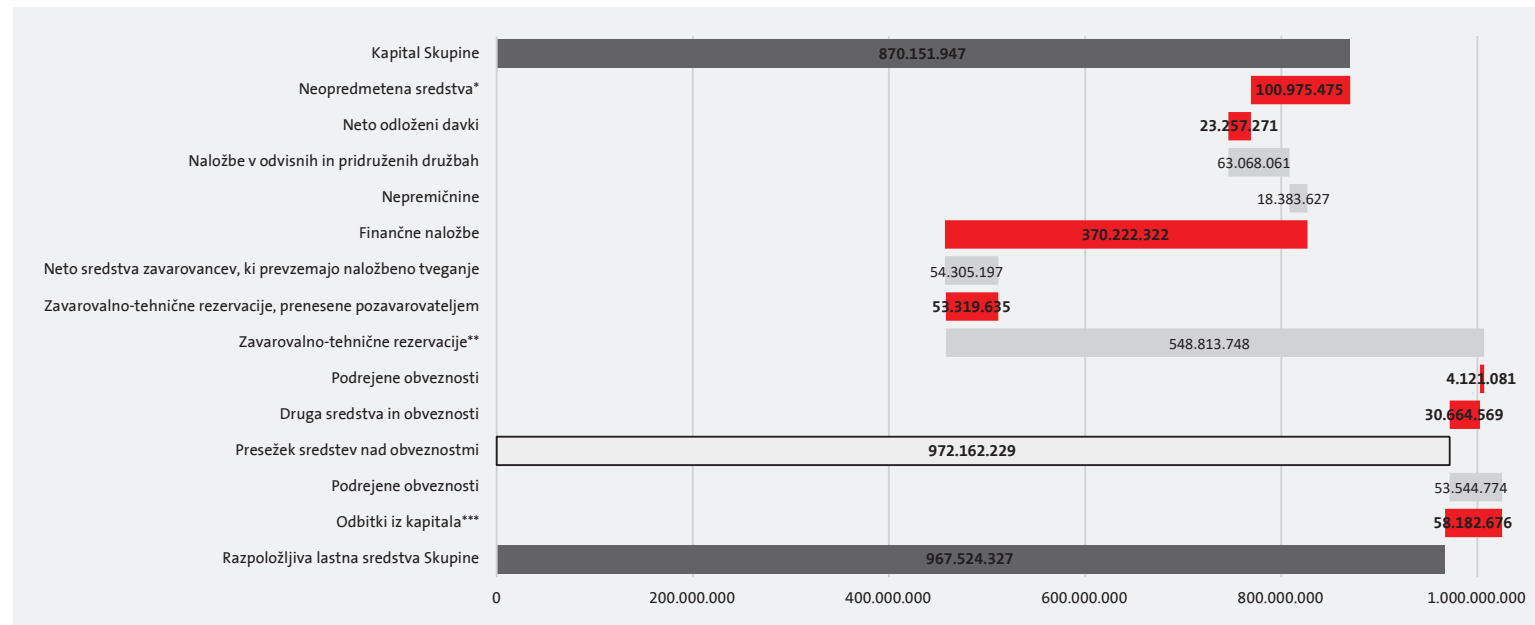 Kapital Skupine 870.151.947
Neopredmetena sredstva* 100.975.475
Neto odloženi davki 23.257.271
Naložbe v odvisnih in pridruženih družbah 63.068.061
Nepremičnine 18.383.627
Finančne naložbe 370.222.322
Neto sredstva zavarovancev, ki prevzemajo naložbeno tveganje 54.305.197
Zavarovalno-tehnične rezervacije, prenesene pozavarovateljem 53.319.635
Zavarovalno-tehnične rezervacije** 548.813.748
Podrejene obveznosti 4.121.081
Druga sredstva in obveznosti 30.664.569
Presežek sredstev nad obveznostmi 972.162.229
Podrejene obveznosti 53.544.774
Odbitki iz kapitala*** 58.182.676
Razpoložljiva lastna sredstva Skupine 967.524.327
0 200.000.000 400.000.000 600.000.000 800.000.000 1.000.000.000